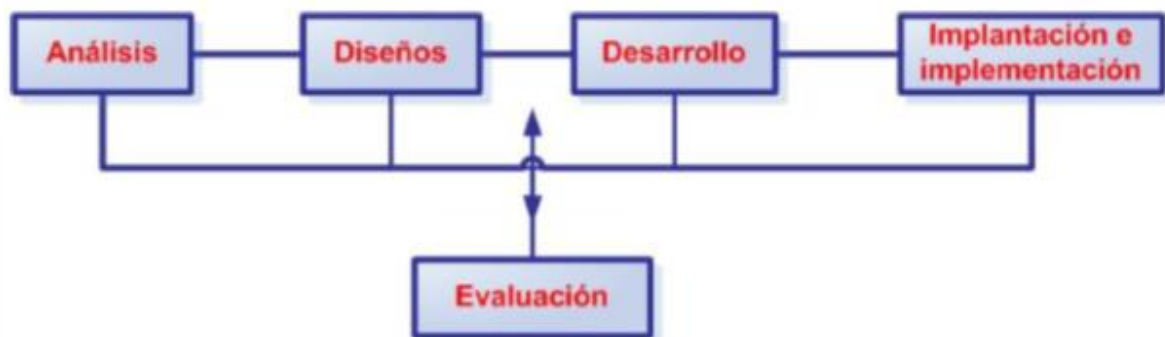 Análisis
Diseños
Desarrollo
Implantación e
implementación
Evaluación